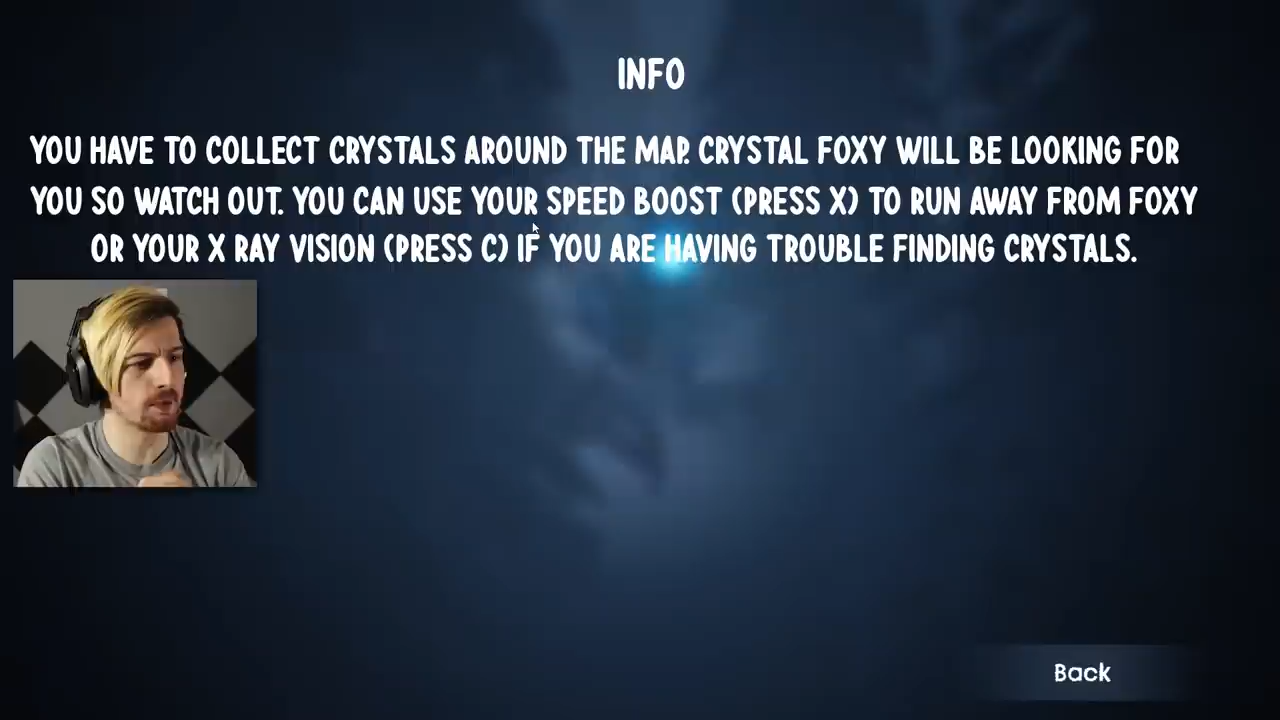 INFO
YOU HAVE TO COLLECT CRYSTALS AROUND THE MAP. CRYSTAL FOXY WILL BE LOOKING FOR
YOU SO WATCH OUT. YOU CAN USE YOUR SPEED BOOST (PRESS X) TO RUN AWAY FROM FOXY
OR YOUR X RAY VISION (PRESS C) IF YOU ARE HAVING TROUBLE FINDING CRYSTALS.
Back